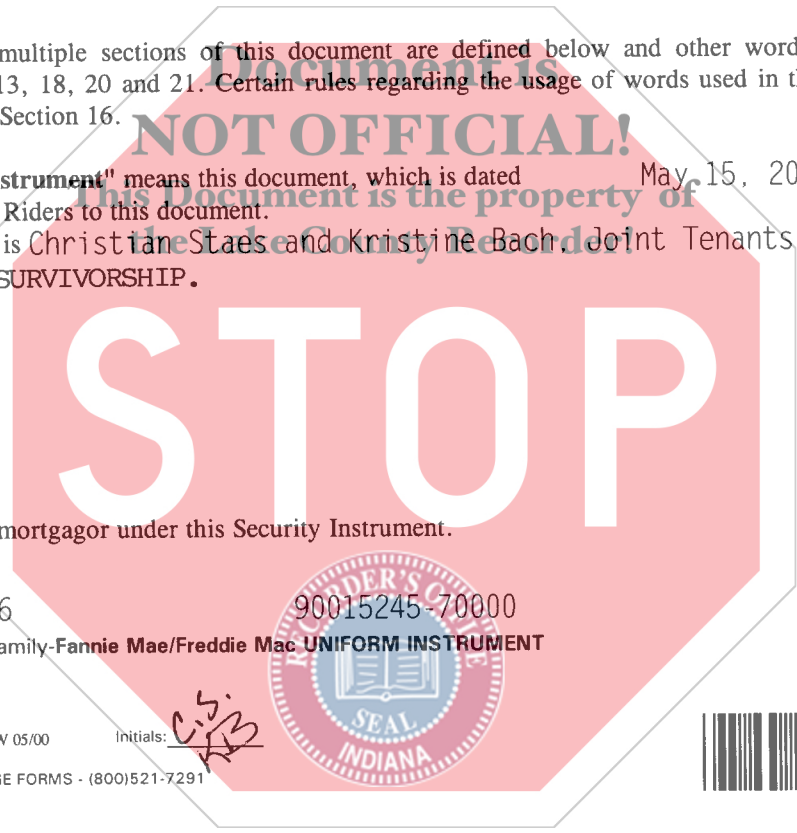 multiple sections of this document are defined below and other word
13, 18, 20 and 21. Certain rules regarding the usage of words used in t
Section 16.
Document is
NOT OFFICIAL!
This Document is the property of
the Lake County Recorder!
strument" means this document, which is dated May 15, 20
Riders to this document.
is Christian Staes and Kristine Bach, Joint Tenants
SURVIVORSHIP.
STOP
mortgagor under this Security Instrument.
6 90015245-70000
amily-Fannie Mae/Freddie Mac UNIFORM INSTRUMENT
RECORDER'S OFFICE
SEAL
INDIANA
W 05/00 Initials: C.S.
KB
GE FORMS - (800)521-7291